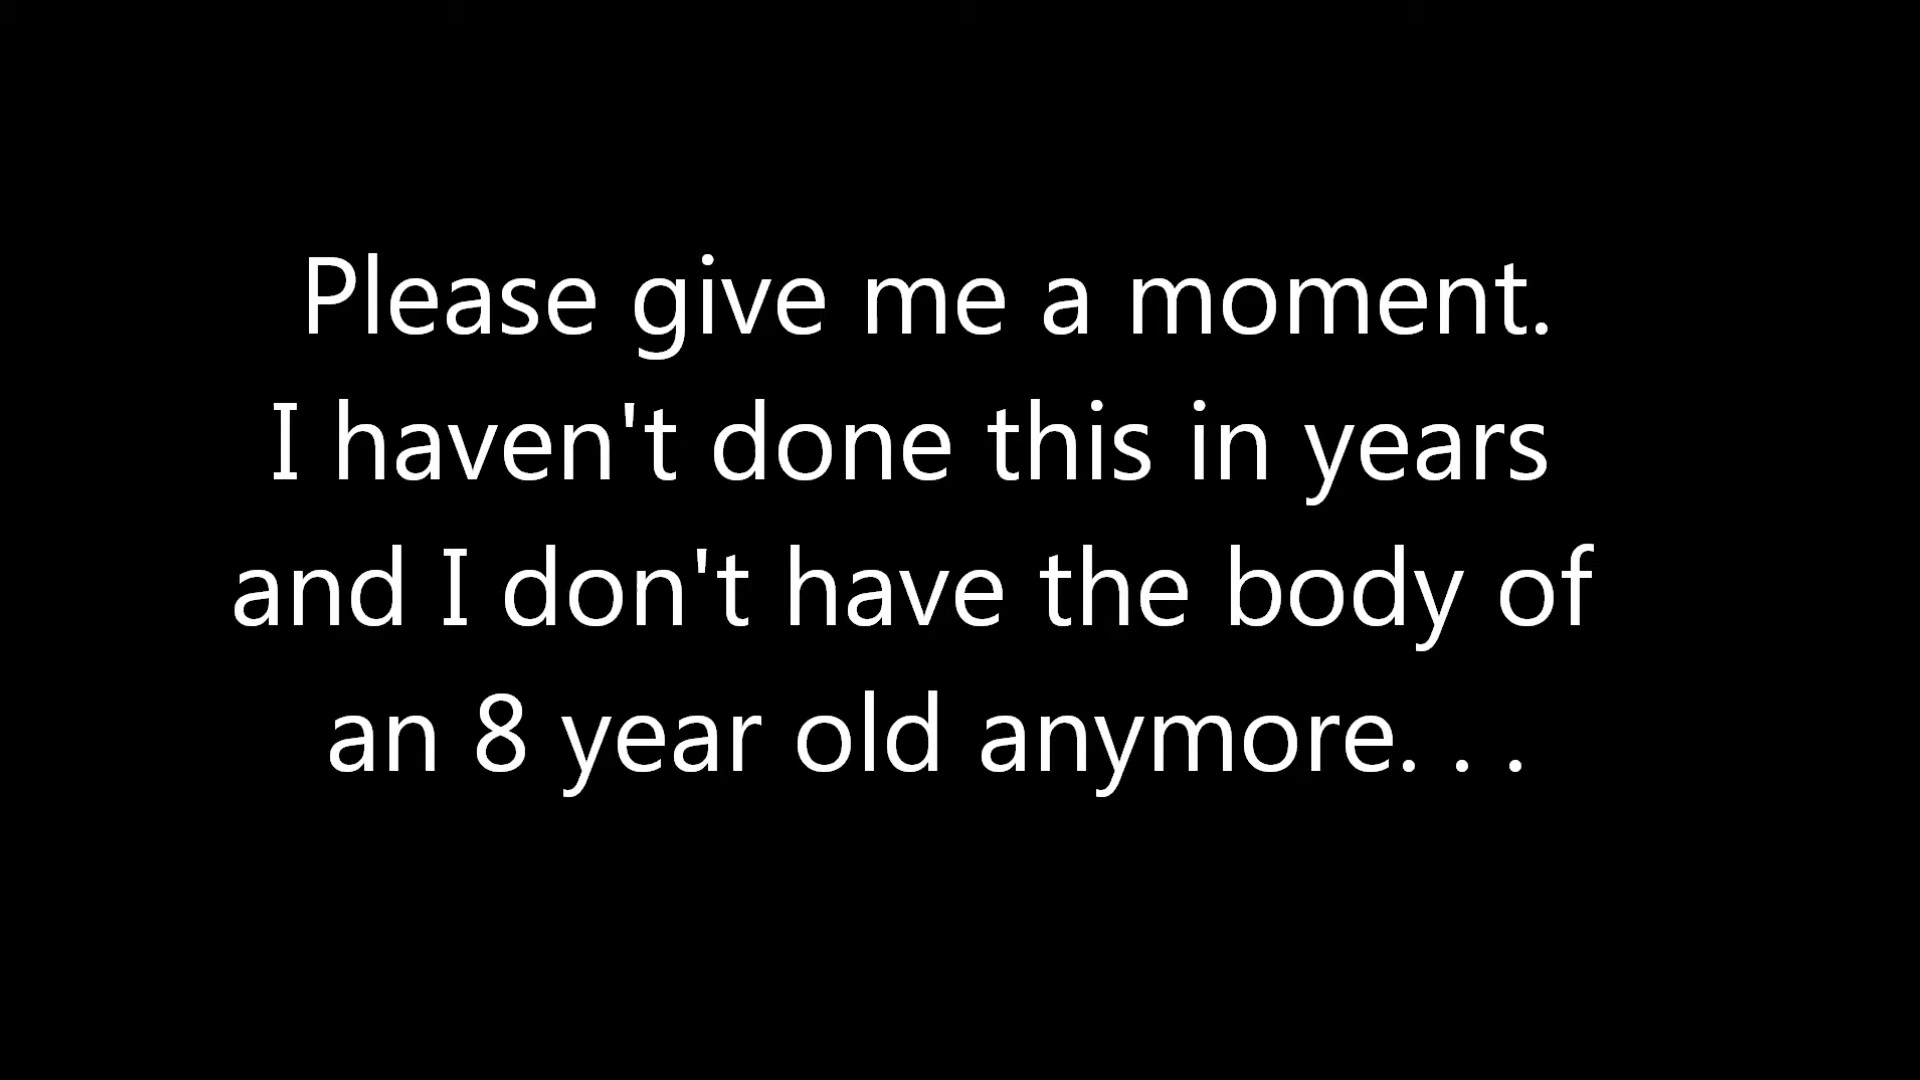 Please give me a moment.
I haven't done this in years
and I don't have the body of
an 8 year old anymore. . .